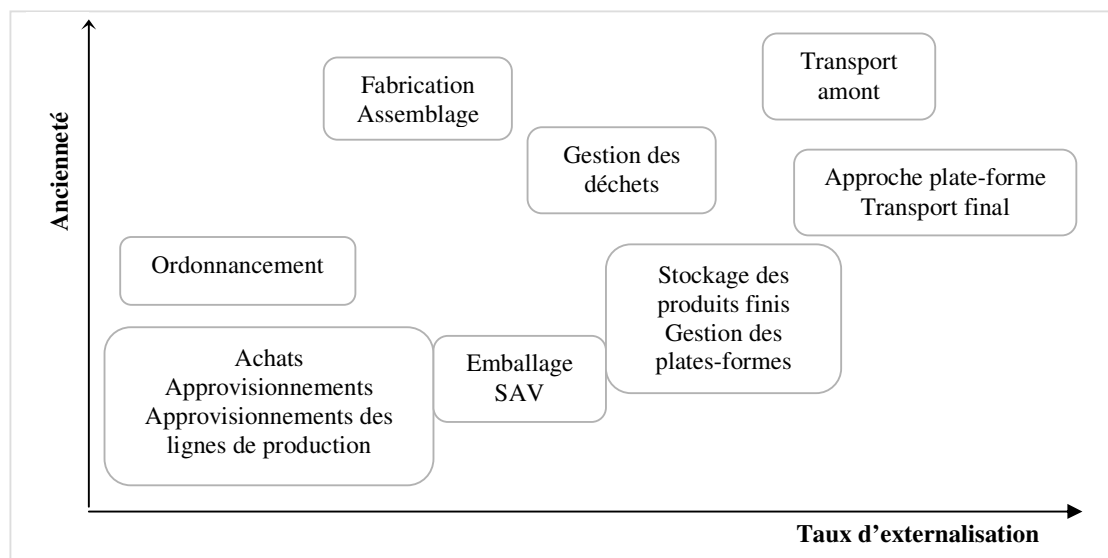 Ancienneté
Transport
amont
Fabrication
Assemblage
Gestion des
déchets
Approche plate-forme
Transport final
Ordonnancement
Stockage des
produits finis
Gestion des
plates-formes
Achats
Approvisionnements
Approvisionnements des
lignes de production
Emballage
SAV
Taux d’externalisation